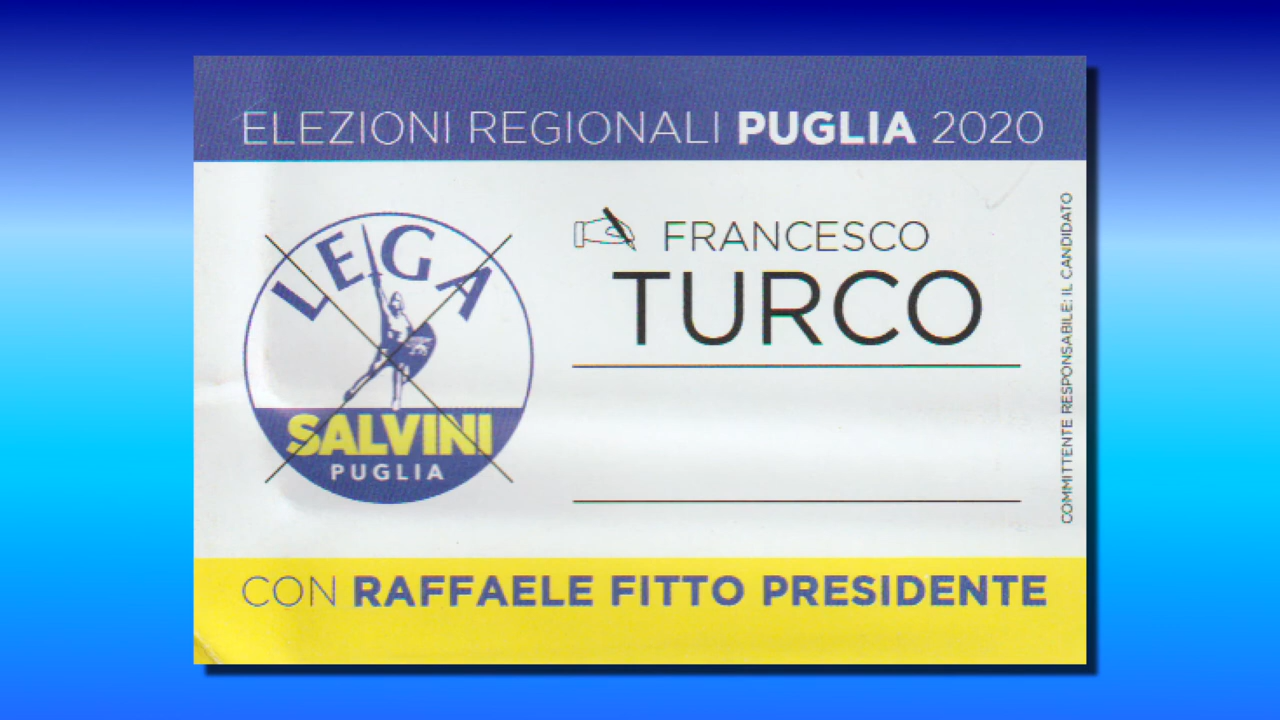 ELEZIONI REGIONALI PUGLIA 2020
LEGA
SALVINI
PUGLIA
FRANCESCO
TURCO
COMMITTENTE RESPONSABILE: IL CANDIDATO
CON RAFFAELE FITTO PRESIDENTE